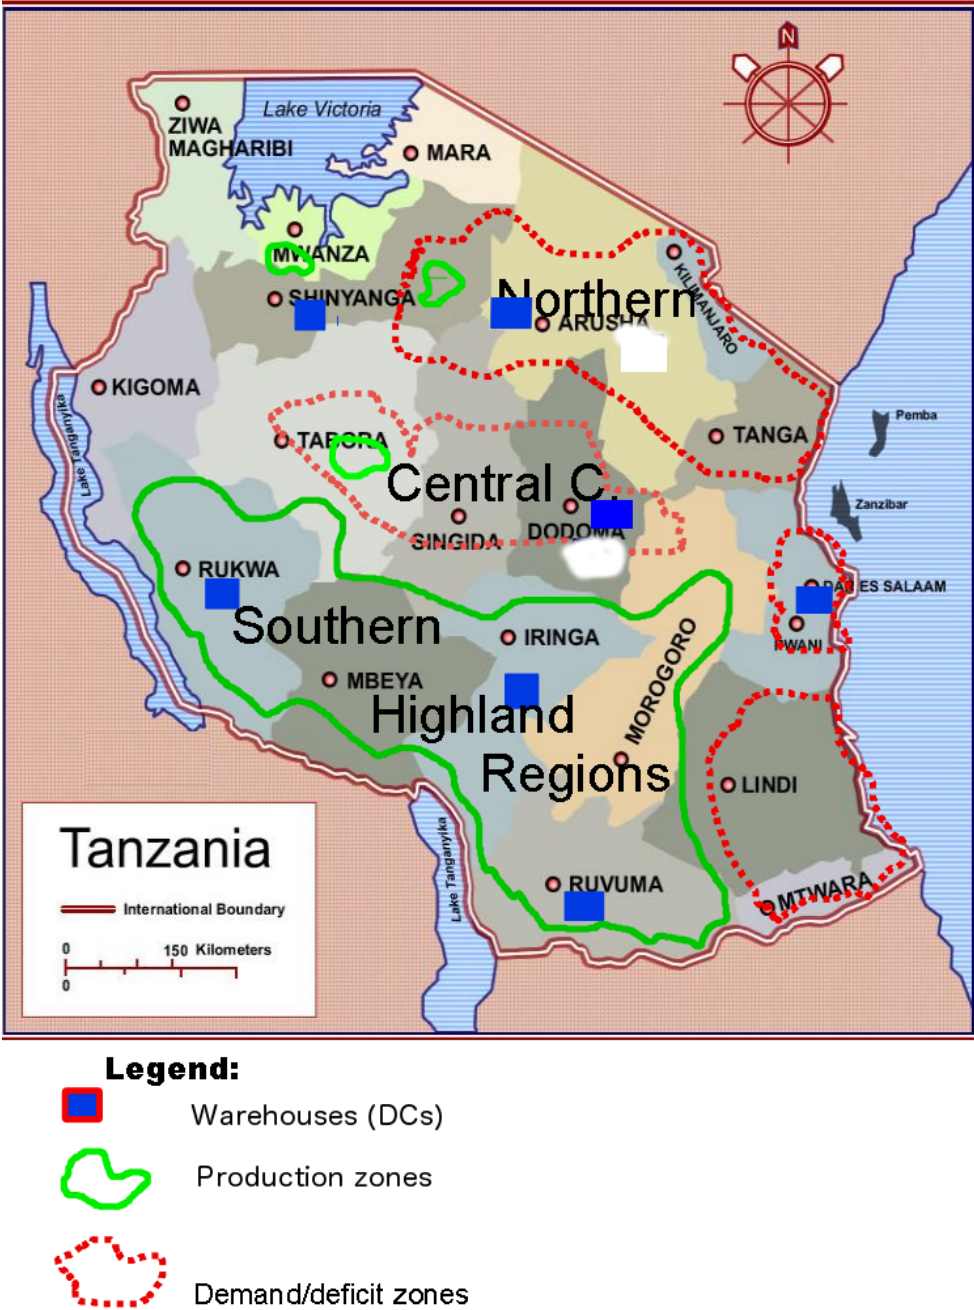 N
Lake Victoria
ZIWA
MAGHARIBI
MARA
MWANZA
SHINYANGA
Northern
ARUSHA
KILIMANJARO
KIGOMA
Lake Tanganyika
TABORA
TANGA
Pemba
Central C.
Zanzibar
SINGIDA
DODOMA
RUKWA
DAR ES SALAAM
Southern
IRINGA
PWANI
MBEYA
MOROGORO
Highland
Regions
LINDI
Lake Tanganyika
RUVUMA
MTWARA
Tanzania
International Boundary
0 150 Kilometers
0
Legend:
Warehouses (DCs)
Production zones
Demand/deficit zones